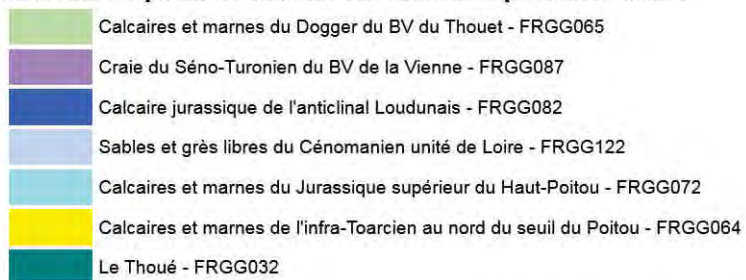 Calcaires et marnes du Dogger du BV du Thouet - FRGG065
Craie du Séno-Turonien du BV de la Vienne - FRGG087
Calcaire jurassique de l'anticlinal Loudunais - FRGG082
Sables et grès libres du Cénomanien unité de Loire - FRGG122
Calcaires et marnes du Jurassique supérieur du Haut-Poitou - FRGG072
Calcaires et marnes de l'infra-Toarcien au nord du seuil du Poitou - FRGG064
Le Thoué - FRGG032